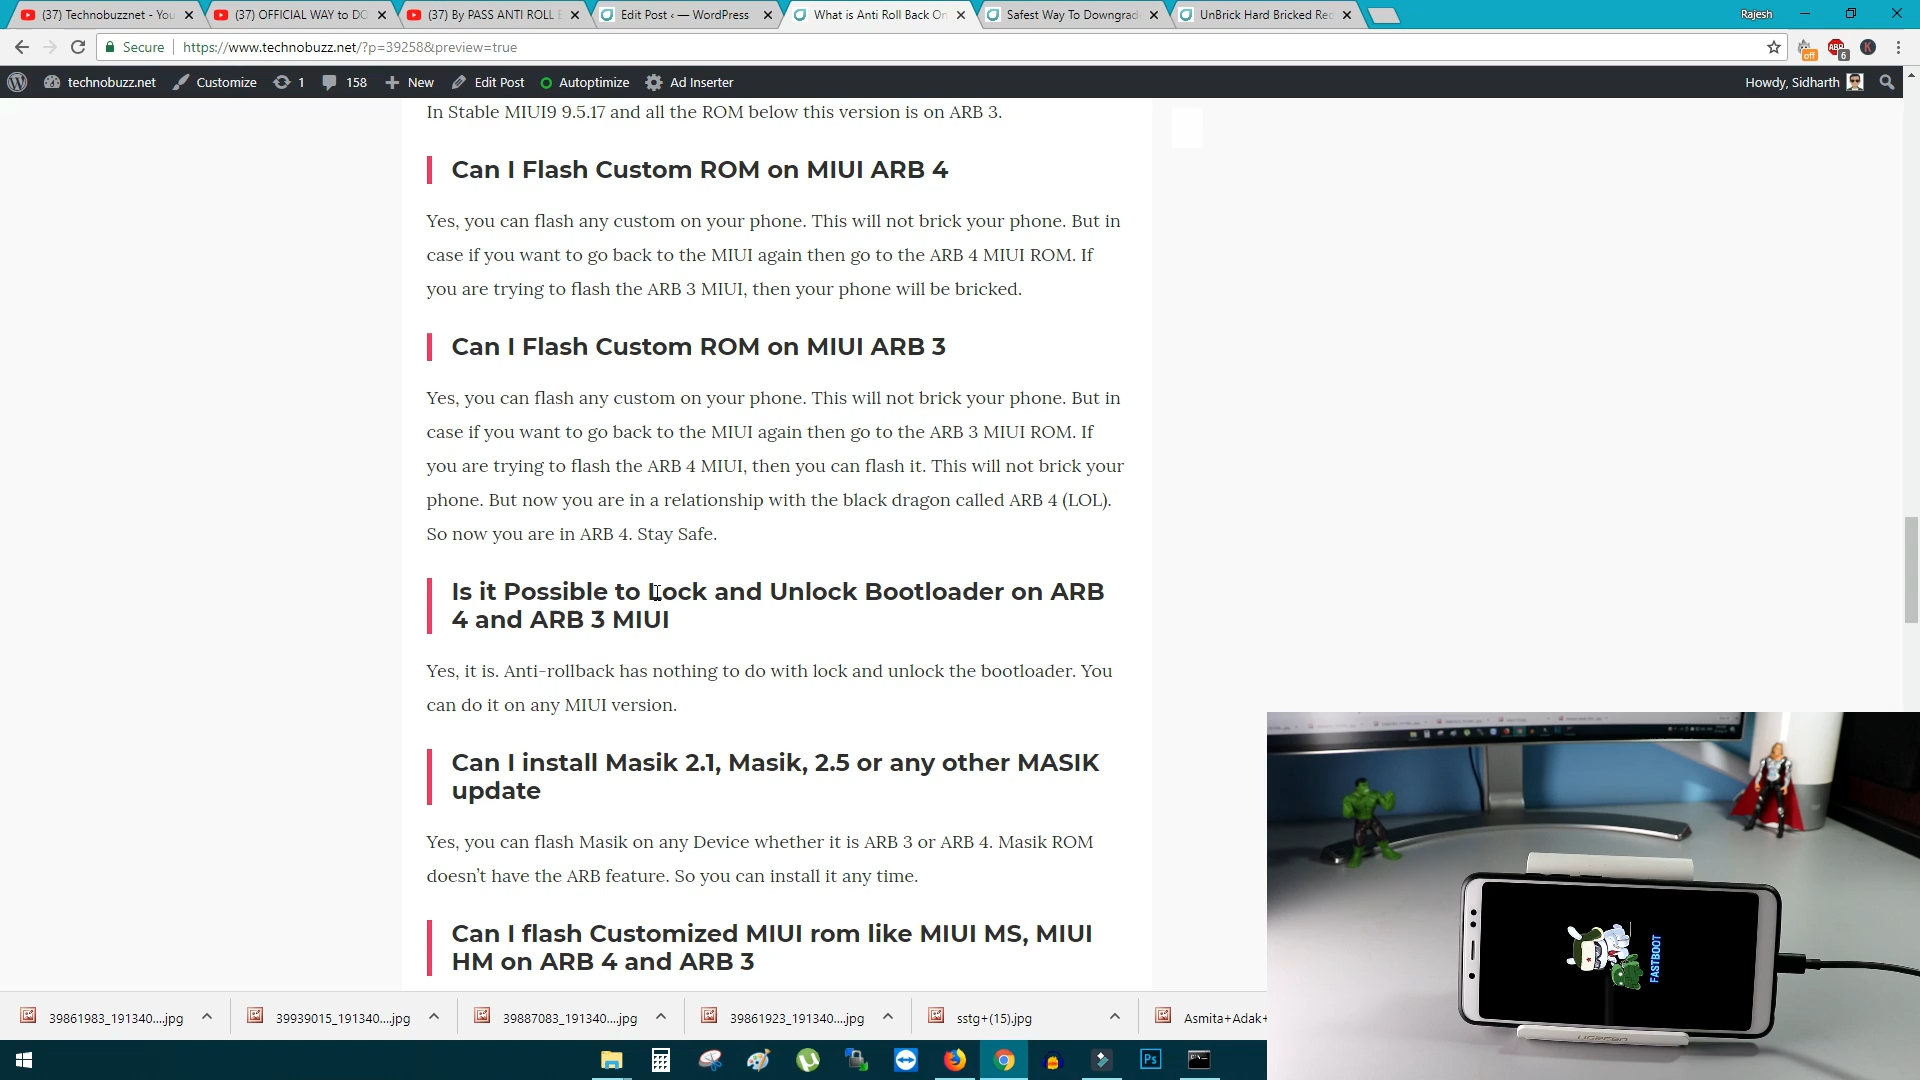 (37) Technobuzznet - You
(37) OFFICIAL WAY to DO
(37) By PASS ANTI ROLL B
Edit Post ‹ — WordPress
What is Anti Roll Back On
Safest Way To Downgrad
UnBrick Hard Bricked Red
Rajesh
Secure
https://www.technobuzz.net/?p=39258&preview=true
off
ABP
6
K
technobuzz.net
Customize
1
158
New
Edit Post
Autoptimize
Ad Inserter
Howdy, Sidharth
In Stable MIUI9 9.5.17 and all the ROM below this version is on ARB 3.
Can I Flash Custom ROM on MIUI ARB 4
Yes, you can flash any custom on your phone. This will not brick your phone. But in
case if you want to go back to the MIUI again then go to the ARB 4 MIUI ROM. If
you are trying to flash the ARB 3 MIUI, then your phone will be bricked.
Can I Flash Custom ROM on MIUI ARB 3
Yes, you can flash any custom on your phone. This will not brick your phone. But in
case if you want to go back to the MIUI again then go to the ARB 3 MIUI ROM. If
you are trying to flash the ARB 4 MIUI, then you can flash it. This will not brick your
phone. But now you are in a relationship with the black dragon called ARB 4 (LOL).
So now you are in ARB 4. Stay Safe.
Is it Possible to Lock and Unlock Bootloader on ARB
4 and ARB 3 MIUI
Yes, it is. Anti-rollback has nothing to do with lock and unlock the bootloader. You
can do it on any MIUI version.
Can I install Masik 2.1, Masik, 2.5 or any other MASIK
update
Yes, you can flash Masik on any Device whether it is ARB 3 or ARB 4. Masik ROM
doesn’t have the ARB feature. So you can install it any time.
Can I flash Customized MIUI rom like MIUI MS, MIUI
HM on ARB 4 and ARB 3
FASTBOOT
UGREEN
39861983_191340....jpg
39939015_191340....jpg
39887083_191340....jpg
39861923_191340....jpg
sstg+(15).jpg
Asmita+Adak+
Ps